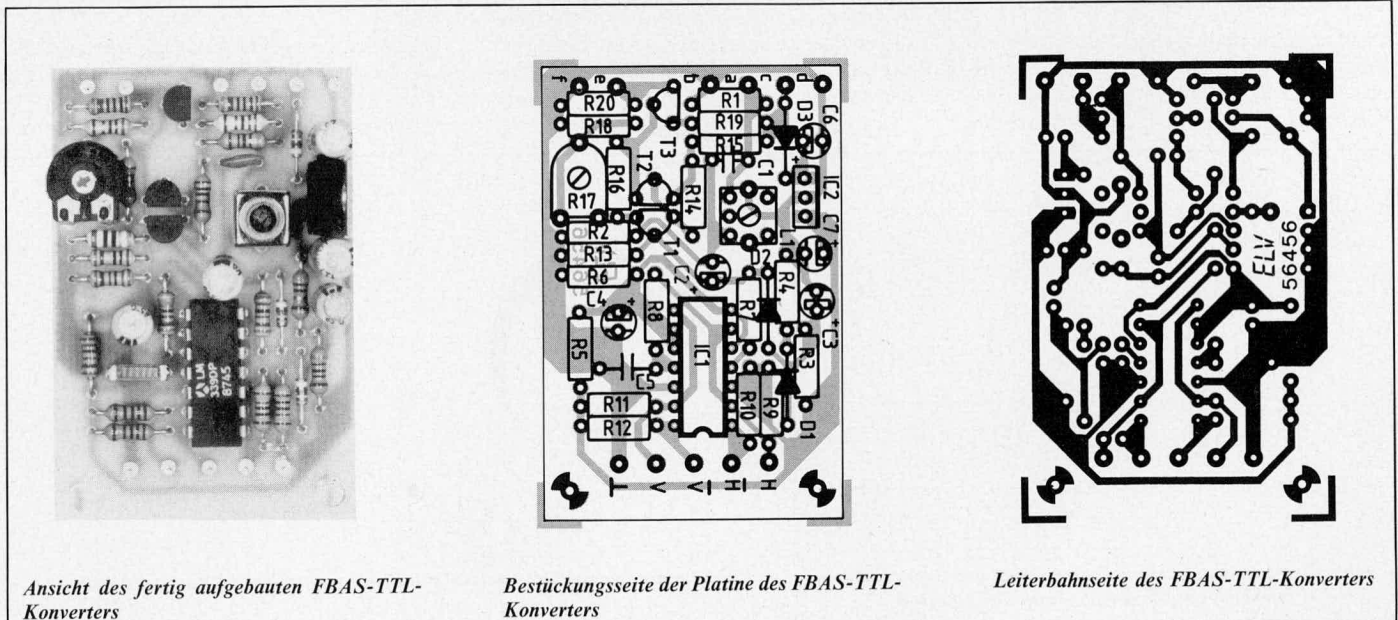 LM
339DP
8745
f e b a c d
R20 R1
R18 R19
R15
D3
C6
T3
T2
R16
R17
R14
C1
IC2
C7
R2
R13
R6
T1
C2
L1
D2
R4
C4
R8
R7
C3
R5
IC1
R3
C5
R11
R12
R10
R9
D1
⊥ V V H H
ELV
ELV
56456
Ansicht des fertig aufgebauten FBAS-TTL-
Konverters
Bestückungsseite der Platine des FBAS-TTL-
Konverters
Leiterbahnseite des FBAS-TTL-Konverters